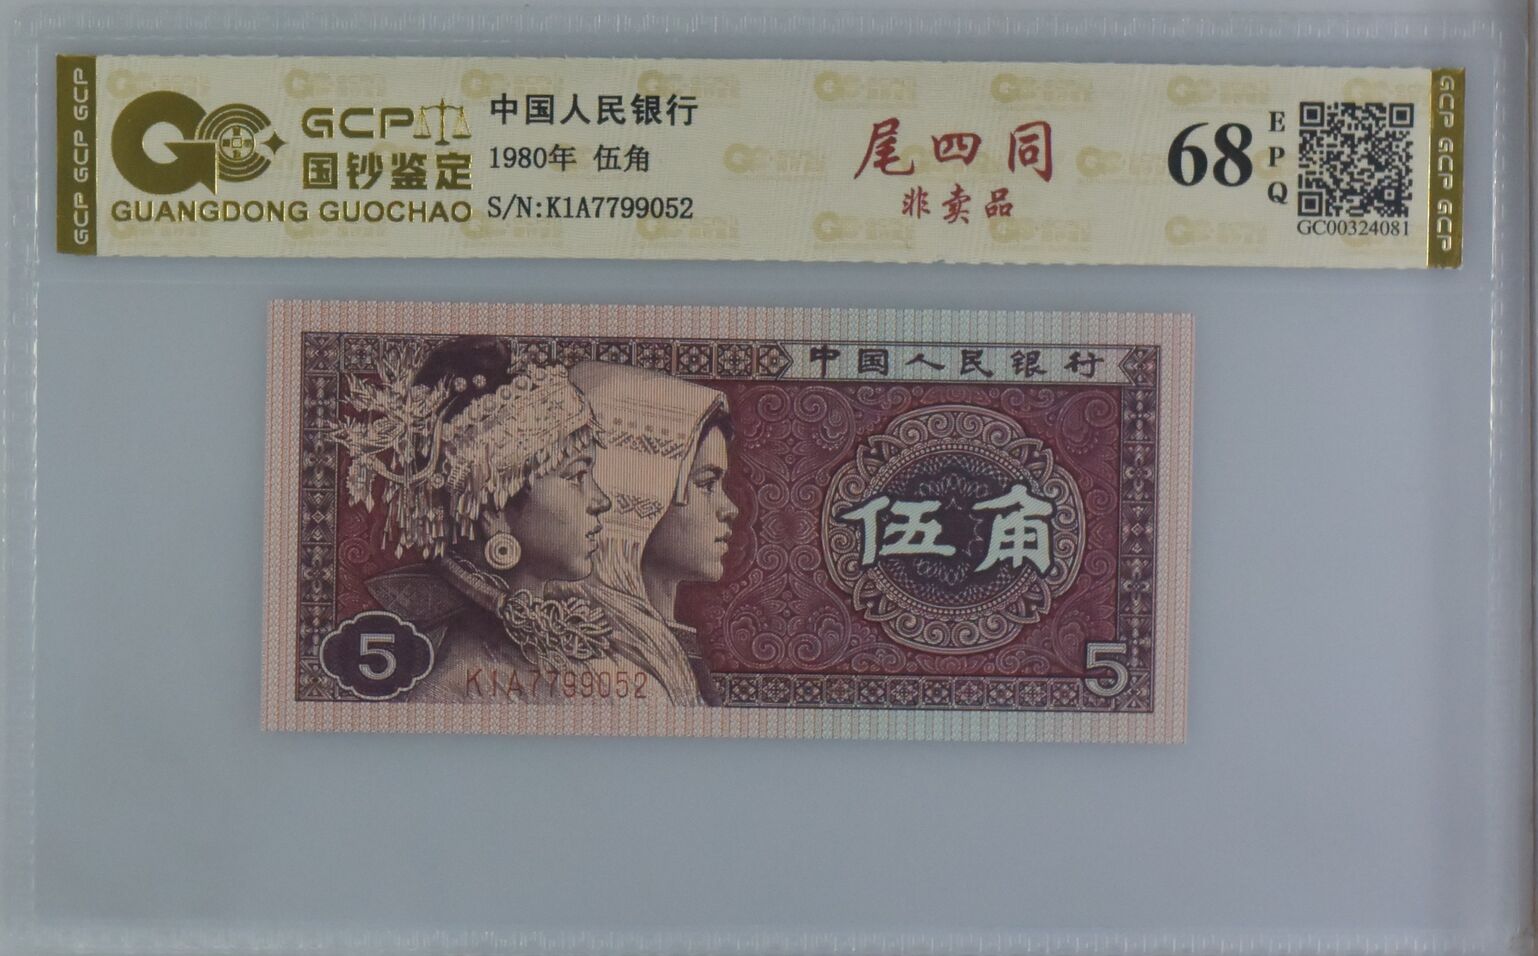 GCP GCP GCP
GCP
国钞鉴定
GUANGDONG GUOCHAO
中国人民银行
1980年 伍角
S/N:K1A7799052
尾四同
非卖品
68
EPQ
GC00324081
GCP GCP GCP
中国人民银行
伍角
5
K1A7799052
5